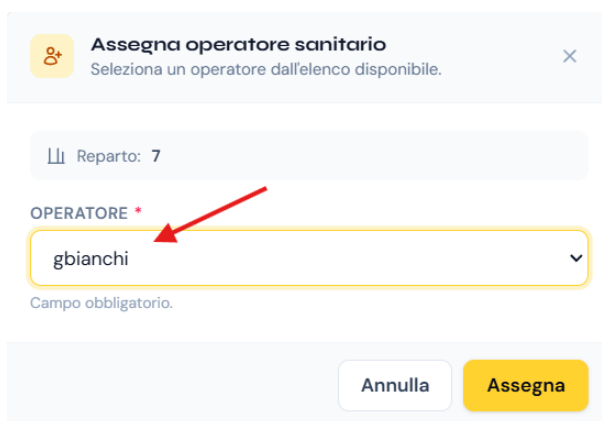 Assegna operatore sanitario
Seleziona un operatore dall'elenco disponibile.
Reparto: 7
OPERATORE *
gbianchi
Campo obbligatorio.
Annulla
Assegna